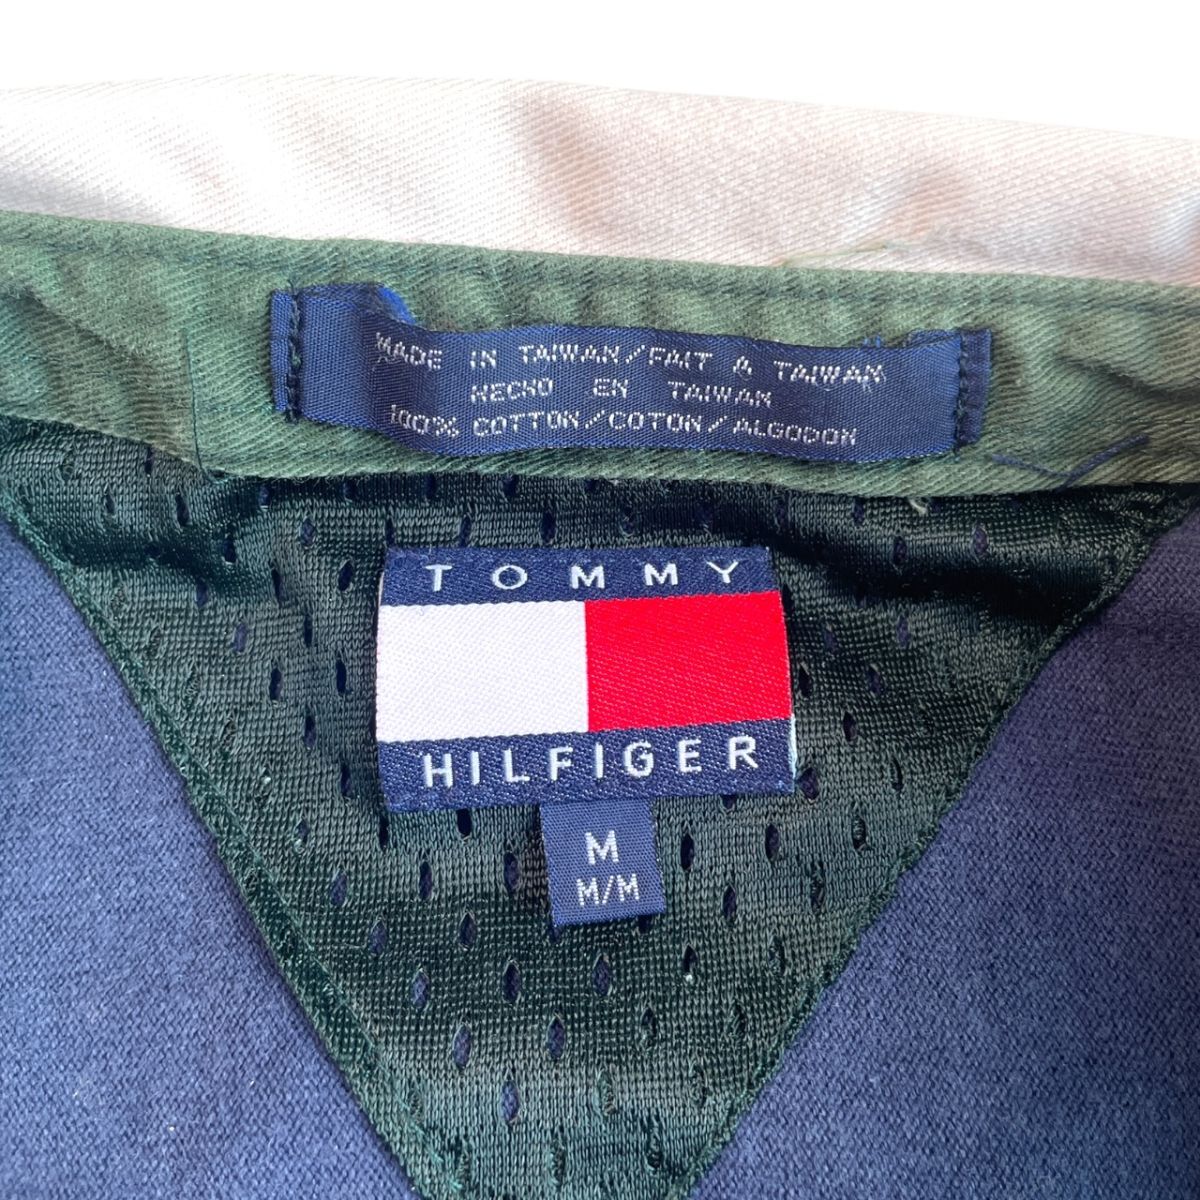 MADE IN TAIWAN/FAIT A TAIWAN
HECHO EN TAIWAN
100% COTTON/COTON/ALGODON
TOMMY
HILFIGER
M
M/M